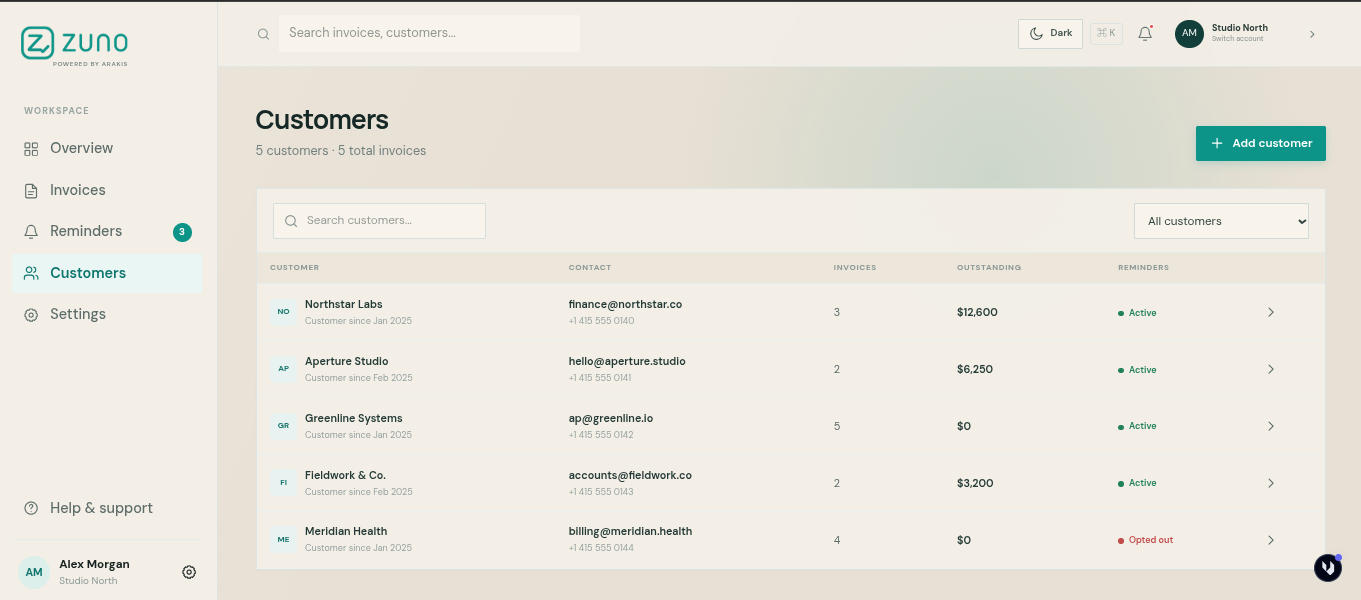 ZUNO
POWERED BY ARAKIS
Search invoices, customers...
Dark
⌘ K
AM
Studio North
Switch account
WORKSPACE
Overview
Invoices
Reminders
3
Customers
Settings
Help & support
AM
Alex Morgan
Studio North
Customers
5 customers · 5 total invoices
Add customer
Search customers...
All customers
CUSTOMER CONTACT INVOICES OUTSTANDING REMINDERS
NO Northstar Labs finance@northstar.co 3 $12,600 Active
Customer since Jan 2025 +1 415 555 0140
AP Aperture Studio hello@aperture.studio 2 $6,250 Active
Customer since Feb 2025 +1 415 555 0141
GR Greenline Systems ap@greenline.io 5 $0 Active
Customer since Jan 2025 +1 415 555 0142
FI Fieldwork & Co. accounts@fieldwork.co 2 $3,200 Active
Customer since Feb 2025 +1 415 555 0143
ME Meridian Health billing@meridian.health 4 $0 Opted out
Customer since Jan 2025 +1 415 555 0144